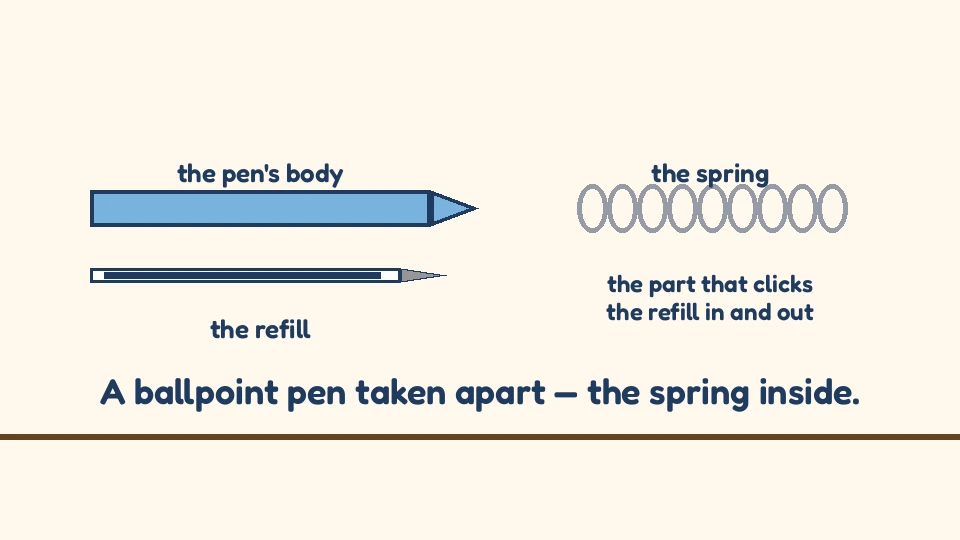 the pen's body
the spring
the part that clicks
the refill in and out
the refill
A ballpoint pen taken apart — the spring inside.